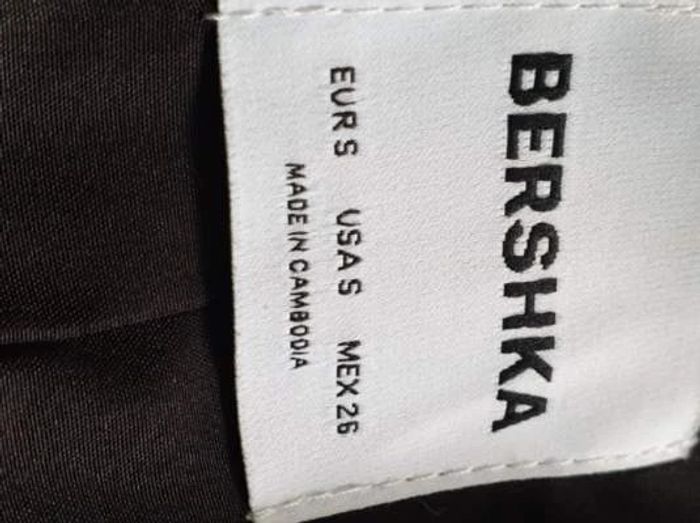 BERSHKA
EUR S USA S MEX 26
MADE IN CAMBODIA